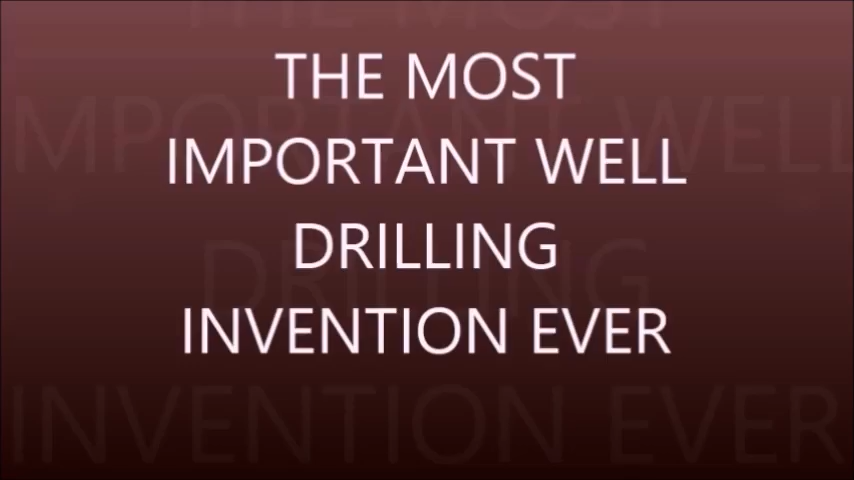 THE MOST
IMPORTANT WELL
DRILLING
INVENTION EVER